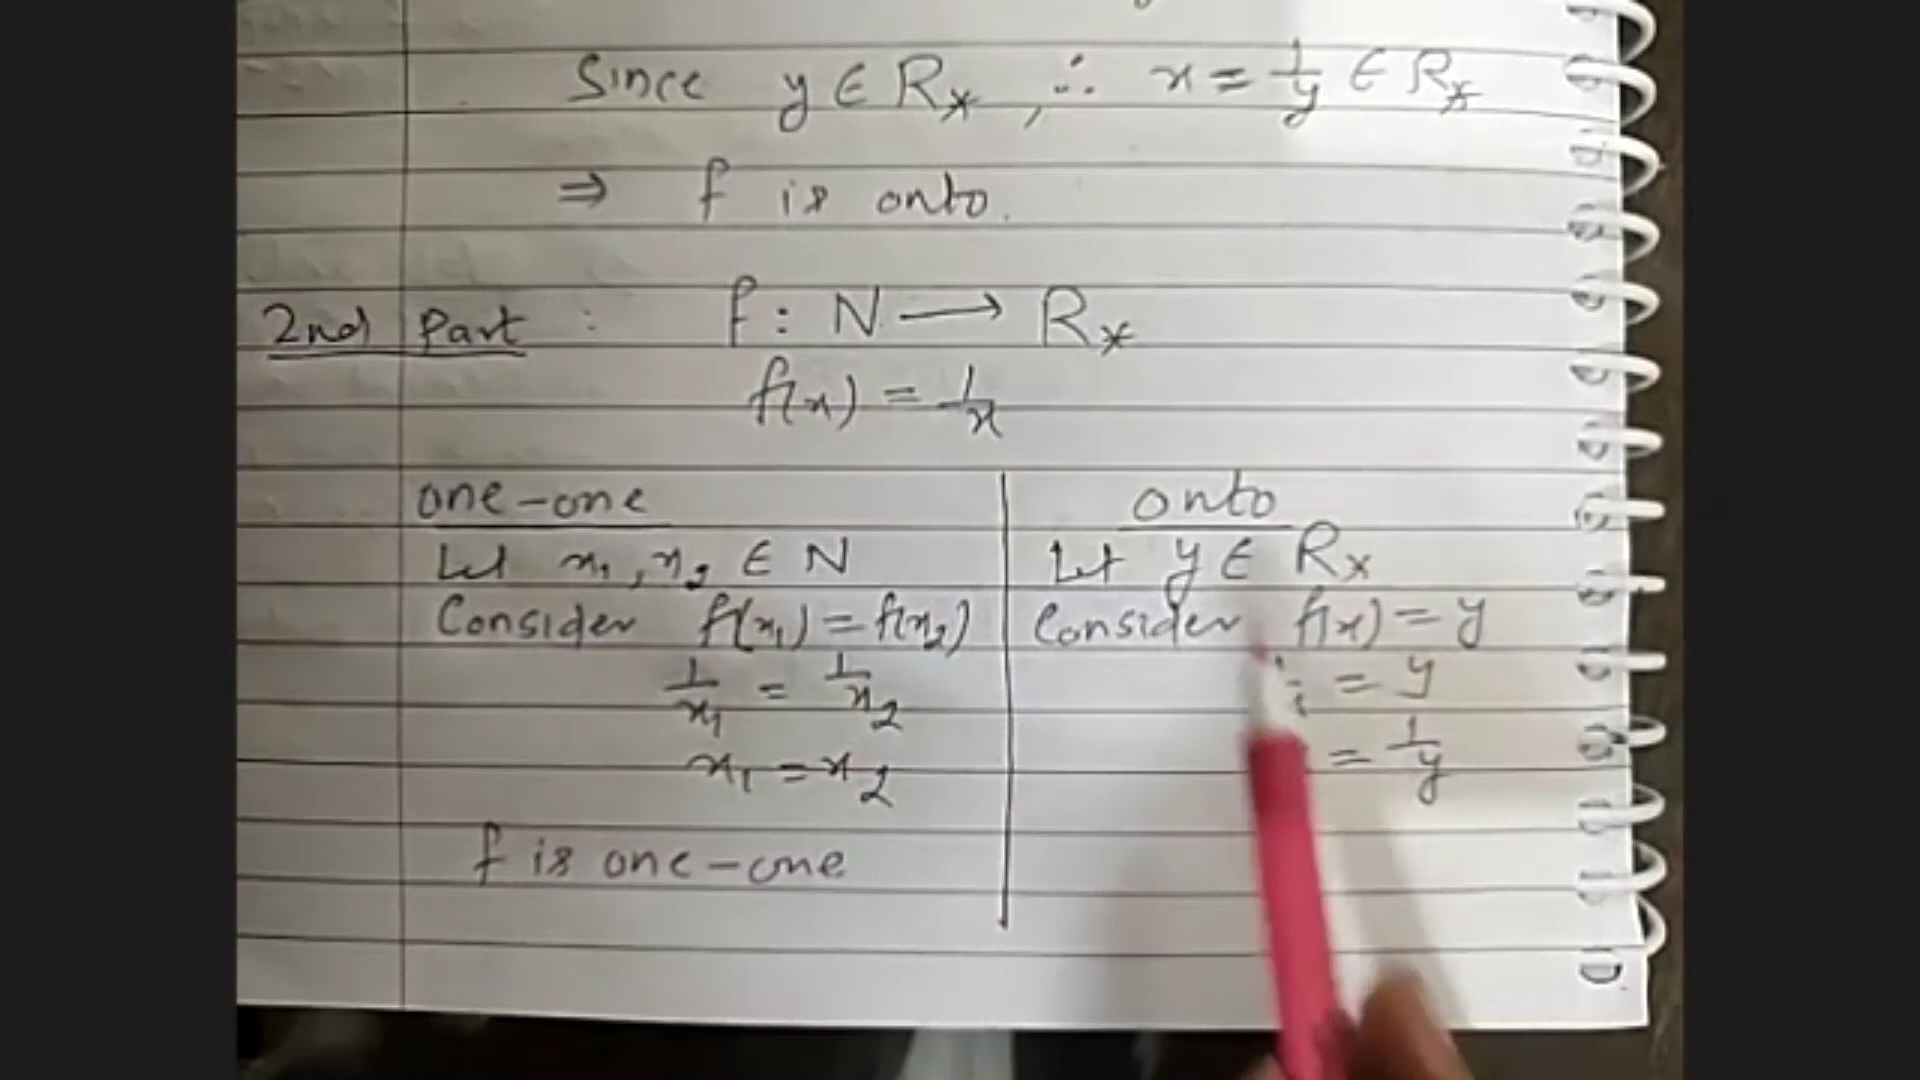 Since y ∈ R* , ∴ x = 1/y ∈ R*
⇒ f is onto.
2nd Part : f : N ⟶ R*
f(x) = 1/x
one-one
Let x₁, x₂ ∈ N
Consider f(x₁) = f(x₂)
1/x₁ = 1/x₂
x₁ = x₂
f is one-one
onto
Let y ∈ R*
Consider f(x) = y
= y
= 1/y